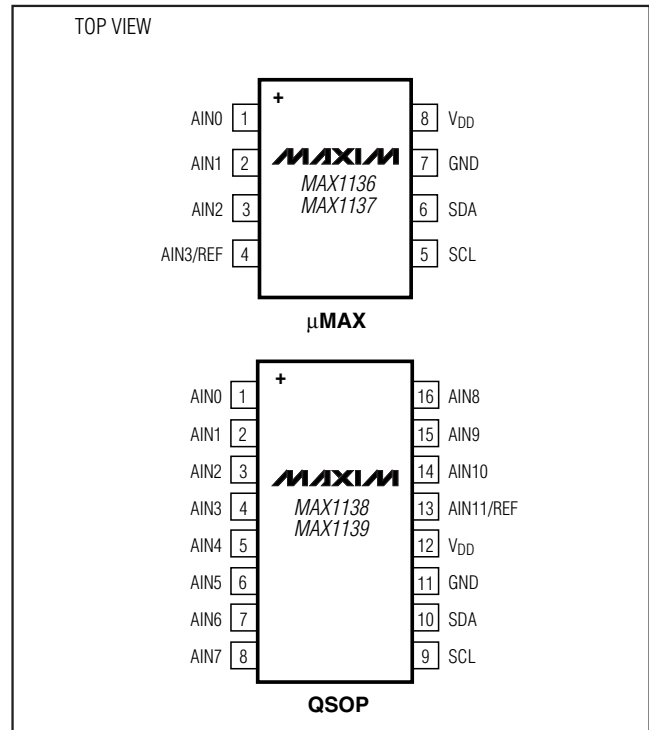 TOP VIEW
+
AIN0 1 8 VDD
AIN1 2 MAXIM 7 GND
MAX1136
AIN2 3 MAX1137 6 SDA
AIN3/REF 4 5 SCL
μMAX
+
AIN0 1 16 AIN8
AIN1 2 15 AIN9
AIN2 3 MAXIM 14 AIN10
AIN3 4 MAX1138 13 AIN11/REF
MAX1139
AIN4 5 12 VDD
AIN5 6 11 GND
AIN6 7 10 SDA
AIN7 8 9 SCL
QSOP